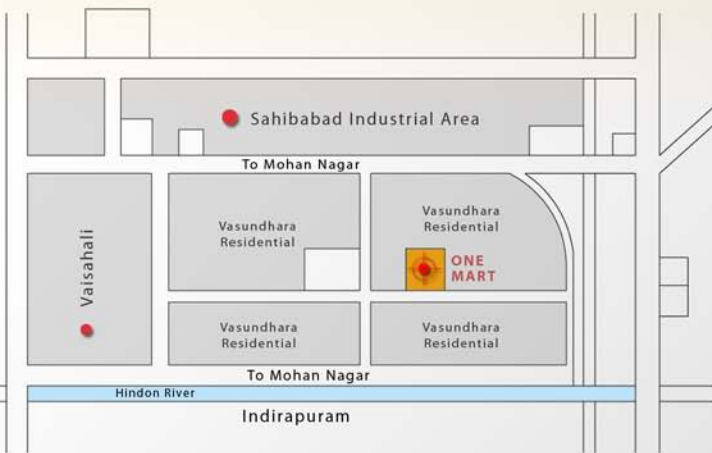 Sahibabad Industrial Area
To Mohan Nagar
Vasundhara
Residential
Vasundhara
Residential
Vaisahali
ONE
MART
Vasundhara
Residential
Vasundhara
Residential
To Mohan Nagar
Hindon River
Indirapuram